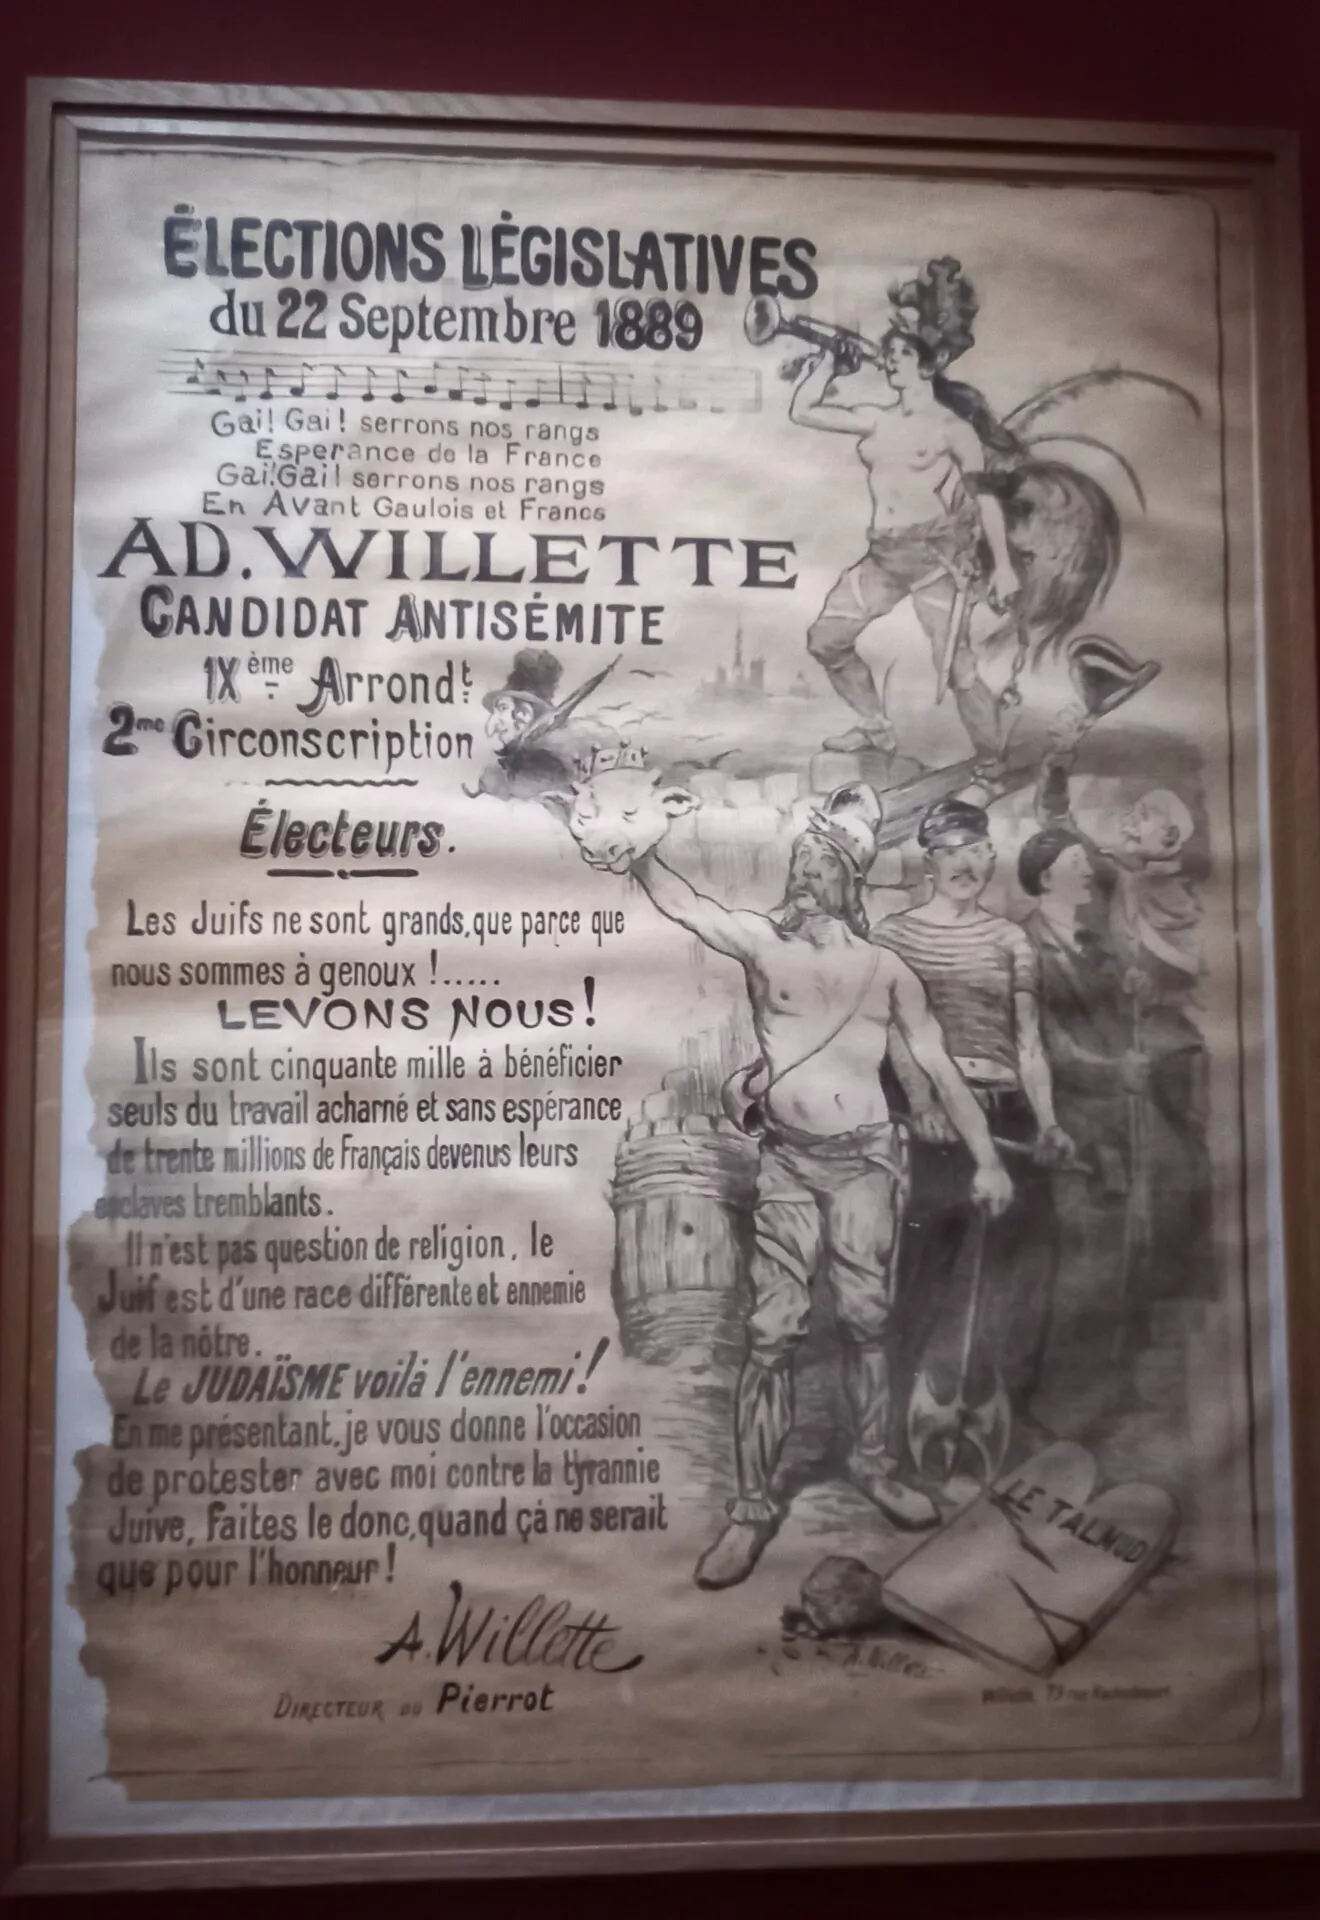 ÉLECTIONS LÉGISLATIVES
du 22 Septembre 1889
Gai! Gai! serrons nos rangs
Esperance de la France
Gai! Gai! serrons nos rangs
En Avant Gaulois et Francs
AD. WILLETTE
CANDIDAT ANTISÉMITE
IXème Arrondt
2me Circonscription
Électeurs.
Les Juifs ne sont grands, que parce que
nous sommes à genoux !.....
LEVONS NOUS!
Ils sont cinquante mille à bénéficier
seuls du travail acharné et sans espérance
de trente millions de Français devenus leurs
esclaves tremblants.
Il n'est pas question de religion, le
Juif est d'une race différente et ennemie
de la nôtre.
Le JUDAÏSME voilà l'ennemi!
En me présentant, je vous donne l'occasion
de protester avec moi contre la tyrannie
Juive, faites le donc, quand çà ne serait
que pour l'honneur!
A. Willette
DIRECTEUR DU Pierrot
LE TALMUD
A. Willette